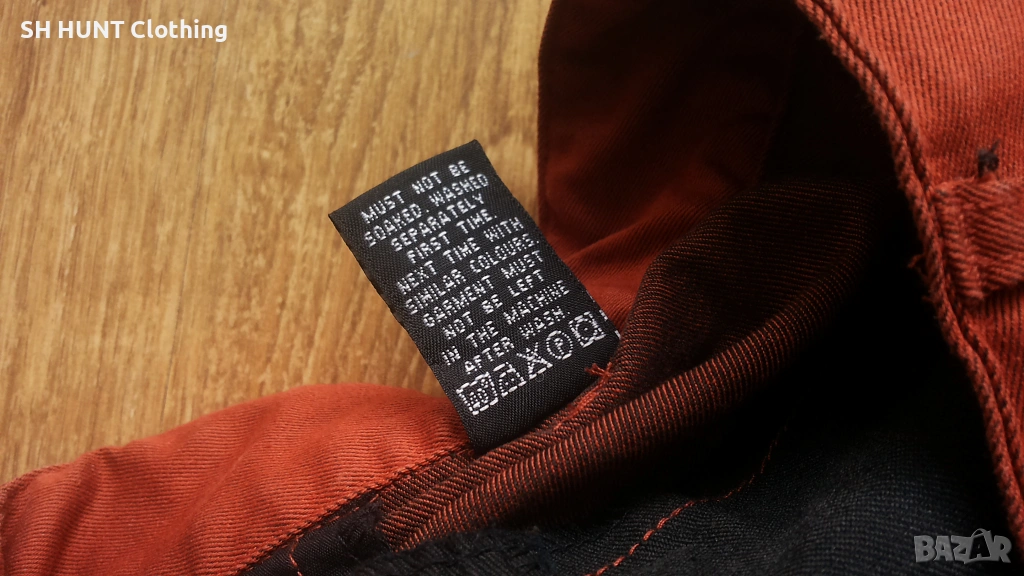 SH HUNT Clothing
MUST NOT BE
SOAKED WASHED
SEPARATELY
FIRST TIME.
NEXT TIME WITH
SIMILAR COLOURS.
GARMENT MUST
NOT BE LEFT
IN THE MACHINE
AFTER WASH
P
BAZAR